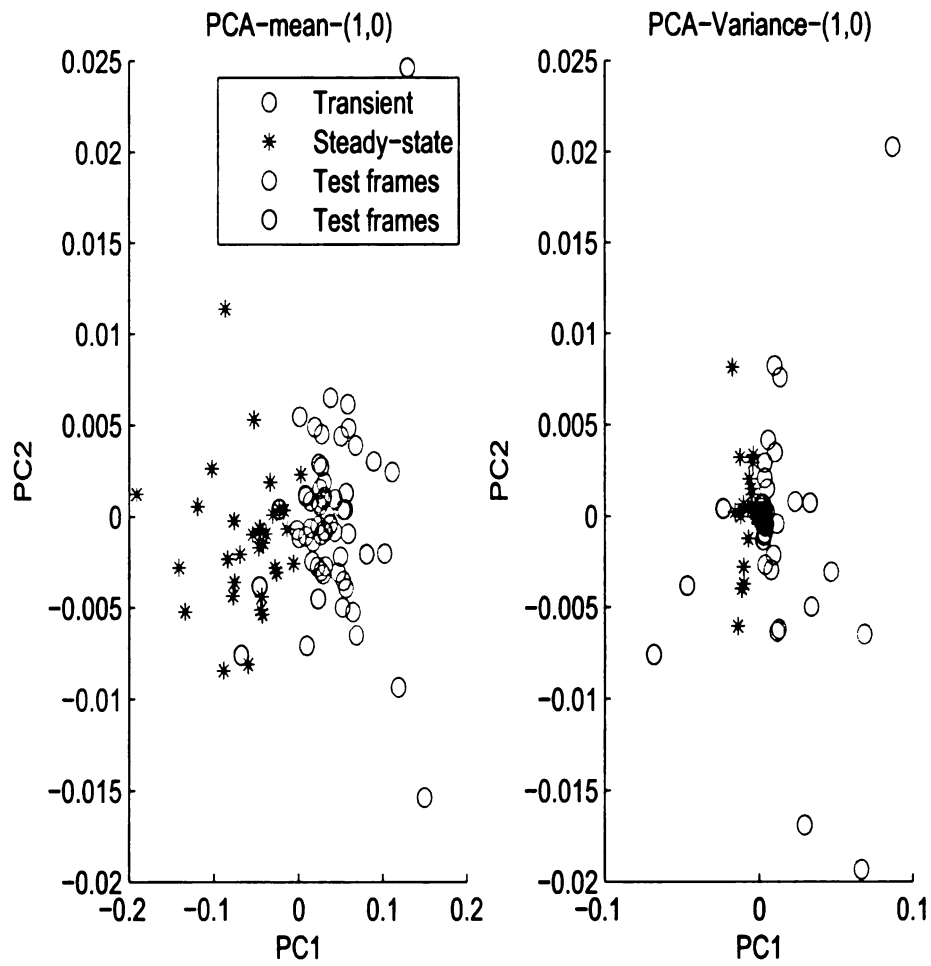 PCA-mean-(1,0)
PCA-Variance-(1,0)
0.025
0.02
0.015
0.01
0.005
0
-0.005
-0.01
-0.015
-0.02
PC2
-0.2
-0.1
0
0.1
0.2
PC1
Transient
Steady-state
Test frames
Test frames
0.025
0.02
0.015
0.01
0.005
0
-0.005
-0.01
-0.015
-0.02
PC2
-0.1
0
0.1
PC1